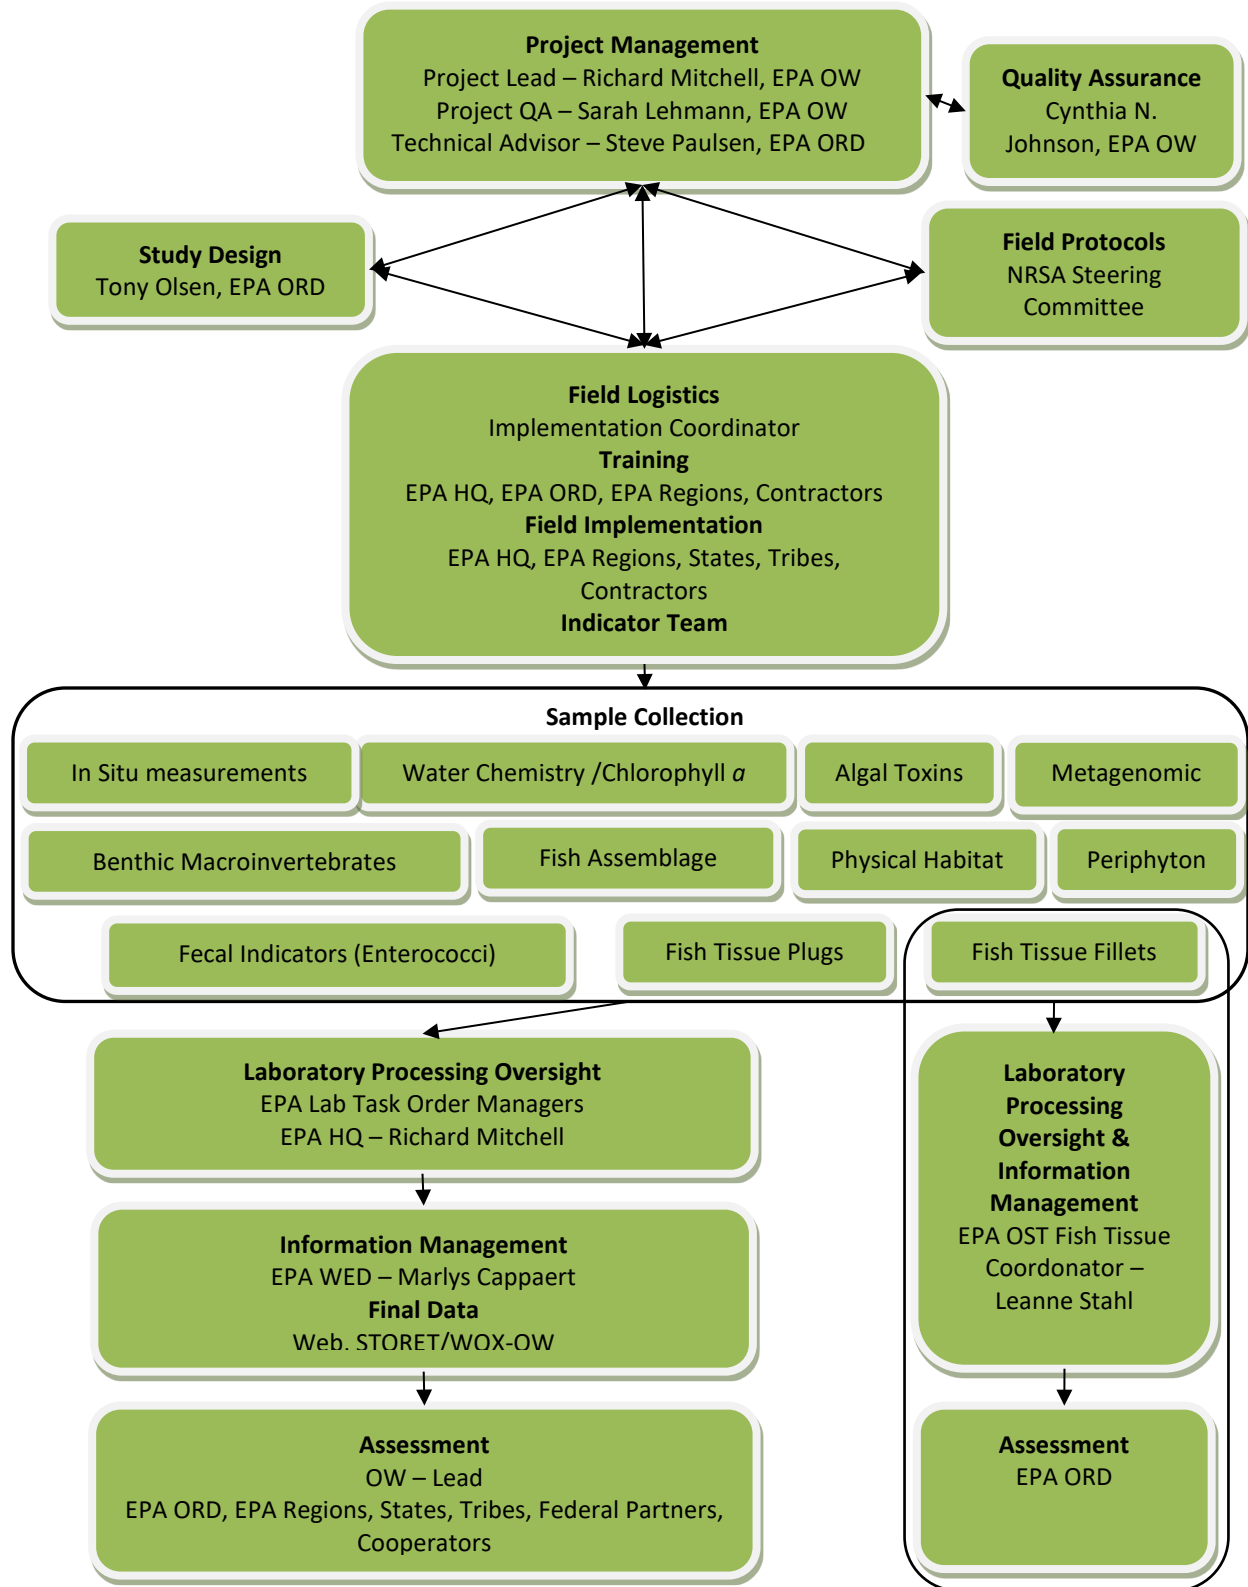 Project Management
Project Lead – Richard Mitchell, EPA OW
Project QA – Sarah Lehmann, EPA OW
Technical Advisor – Steve Paulsen, EPA ORD
Quality Assurance
Cynthia N.
Johnson, EPA OW
Study Design
Tony Olsen, EPA ORD
Field Protocols
NRSA Steering
Committee
Field Logistics
Implementation Coordinator
Training
EPA HQ, EPA ORD, EPA Regions, Contractors
Field Implementation
EPA HQ, EPA Regions, States, Tribes,
Contractors
Indicator Team
Sample Collection
In Situ measurements
Water Chemistry /Chlorophyll a
Algal Toxins
Metagenomic
Benthic Macroinvertebrates
Fish Assemblage
Physical Habitat
Periphyton
Fecal Indicators (Enterococci)
Fish Tissue Plugs
Fish Tissue Fillets
Laboratory Processing Oversight
EPA Lab Task Order Managers
EPA HQ – Richard Mitchell
Information Management
EPA WED – Marlys Cappaert
Final Data
Web. STORET/WQX-OW
Assessment
OW – Lead
EPA ORD, EPA Regions, States, Tribes, Federal Partners,
Cooperators
Laboratory
Processing
Oversight &
Information
Management
EPA OST Fish Tissue
Coordonator –
Leanne Stahl
Assessment
EPA ORD